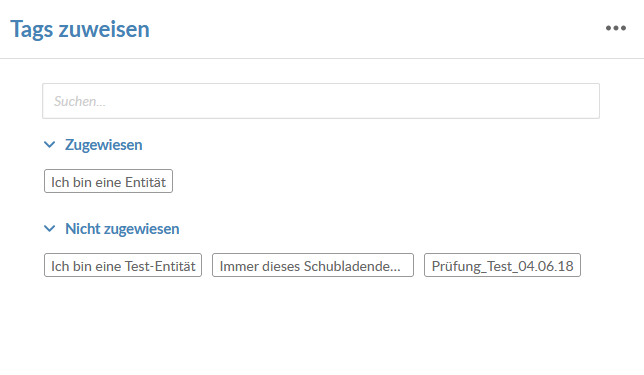 Tags zuweisen
Suchen...
Zugewiesen
Ich bin eine Entität
Nicht zugewiesen
Ich bin eine Test-Entität Immer dieses Schubladende... Prüfung_Test_04.06.18